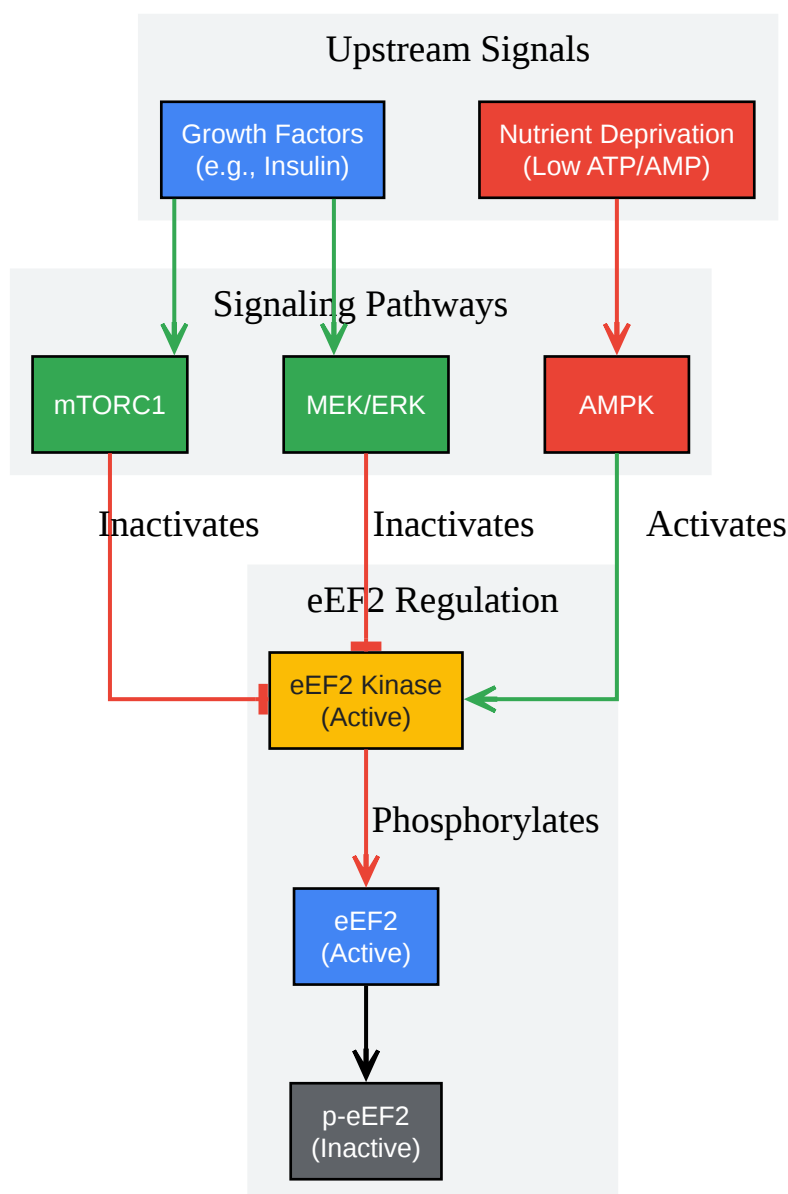 Upstream Signals
Growth Factors
(e.g., Insulin)
Nutrient Deprivation
(Low ATP/AMP)
Signaling Pathways
mTORC1
MEK/ERK
AMPK
Inactivates
Inactivates
Activates
eEF2 Regulation
eEF2 Kinase
(Active)
Phosphorylates
eEF2
(Active)
p-eEF2
(Inactive)